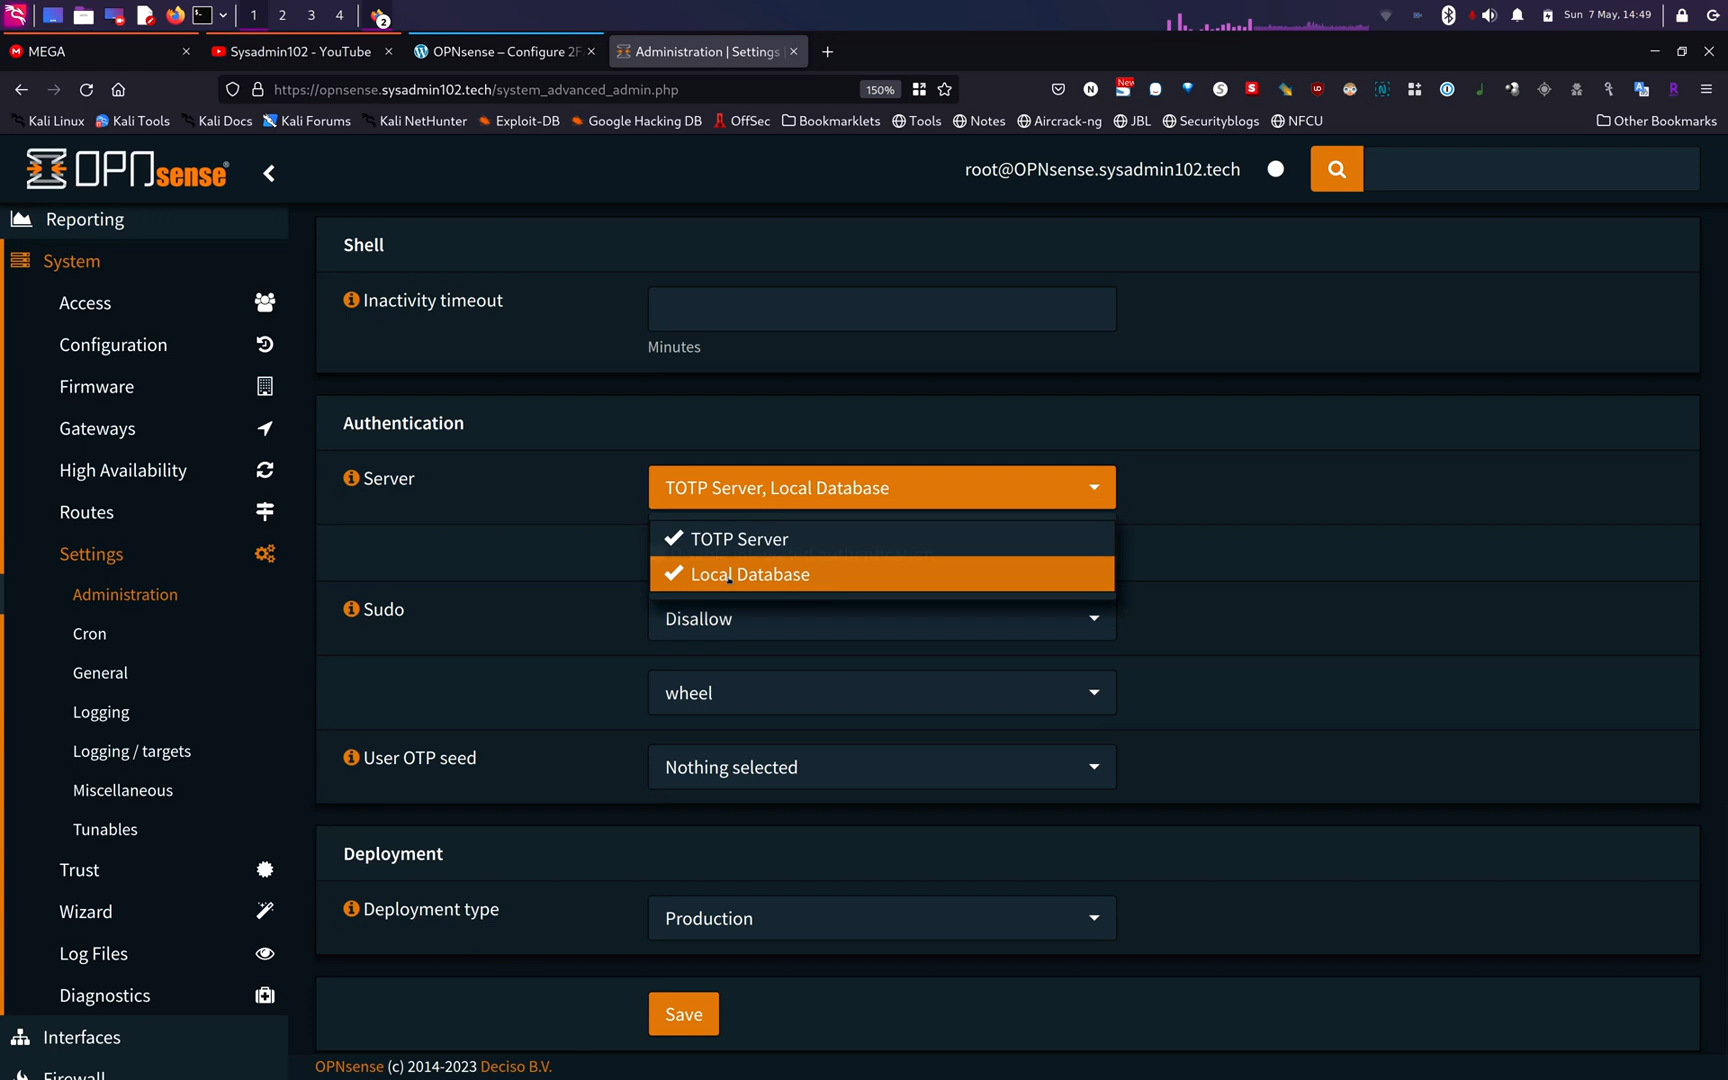 1 2 3 4 2 Sun 7 May, 14:49
MEGA Sysadmin102 - YouTube OPNsense – Configure 2F Administration | Settings
https://opnsense.sysadmin102.tech/system_advanced_admin.php 150% New
Kali Linux Kali Tools Kali Docs Kali Forums Kali NetHunter Exploit-DB Google Hacking DB OffSec Bookmarklets Tools Notes Aircrack-ng JBL Securityblogs NFCU Other Bookmarks
OPNsense® root@OPNsense.sysadmin102.tech
Reporting
System
Access
Configuration
Firmware
Gateways
High Availability
Routes
Settings
Administration
Cron
General
Logging
Logging / targets
Miscellaneous
Tunables
Trust
Wizard
Log Files
Diagnostics
Interfaces
Firewall
Shell
Inactivity timeout
Minutes
Authentication
Server TOTP Server, Local Database
TOTP Server
Local Database
Sudo Disallow
wheel
User OTP seed Nothing selected
Deployment
Deployment type Production
Save
OPNsense (c) 2014-2023 Deciso B.V.